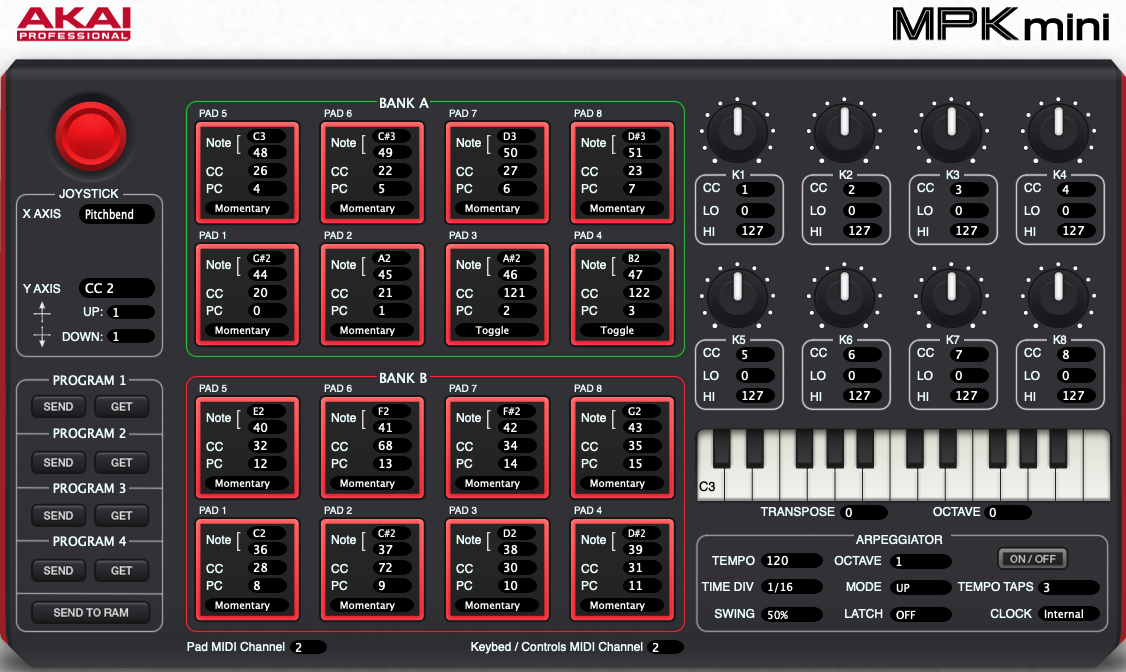 AKAI
PROFESSIONAL
MPK mini
JOYSTICK
X AXIS Pitchbend
Y AXIS CC 2
UP: 1
DOWN: 1
PROGRAM 1
SEND GET
PROGRAM 2
SEND GET
PROGRAM 3
SEND GET
PROGRAM 4
SEND GET
SEND TO RAM
BANK A
PAD 5 PAD 6 PAD 7 PAD 8
Note [ C3 Note [ C#3 Note [ D3 Note [ D#3
48 49 50 51
CC 26 CC 22 CC 27 CC 23
PC 4 PC 5 PC 6 PC 7
Momentary Momentary Momentary Momentary
PAD 1 PAD 2 PAD 3 PAD 4
Note [ G#2 Note [ A2 Note [ A#2 Note [ B2
44 45 46 47
CC 20 CC 21 CC 121 CC 122
PC 0 PC 1 PC 2 PC 3
Momentary Momentary Toggle Toggle
BANK B
PAD 5 PAD 6 PAD 7 PAD 8
Note [ E2 Note [ F2 Note [ F#2 Note [ G2
40 41 42 43
CC 32 CC 68 CC 34 CC 35
PC 12 PC 13 PC 14 PC 15
Momentary Momentary Momentary Momentary
PAD 1 PAD 2 PAD 3 PAD 4
Note [ C2 Note [ C#2 Note [ D2 Note [ D#2
36 37 38 39
CC 28 CC 72 CC 30 CC 31
PC 8 PC 9 PC 10 PC 11
Momentary Momentary Momentary Momentary
Pad MIDI Channel 2 Keybed / Controls MIDI Channel 2
K1 K2 K3 K4
CC 1 CC 2 CC 3 CC 4
LO 0 LO 0 LO 0 LO 0
HI 127 HI 127 HI 127 HI 127
K5 K6 K7 K8
CC 5 CC 6 CC 7 CC 8
LO 0 LO 0 LO 0 LO 0
HI 127 HI 127 HI 127 HI 127
C3
TRANSPOSE 0 OCTAVE 0
ARPEGGIATOR
TEMPO 120 OCTAVE 1 ON / OFF
TIME DIV 1/16 MODE UP TEMPO TAPS 3
SWING 50% LATCH OFF CLOCK Internal